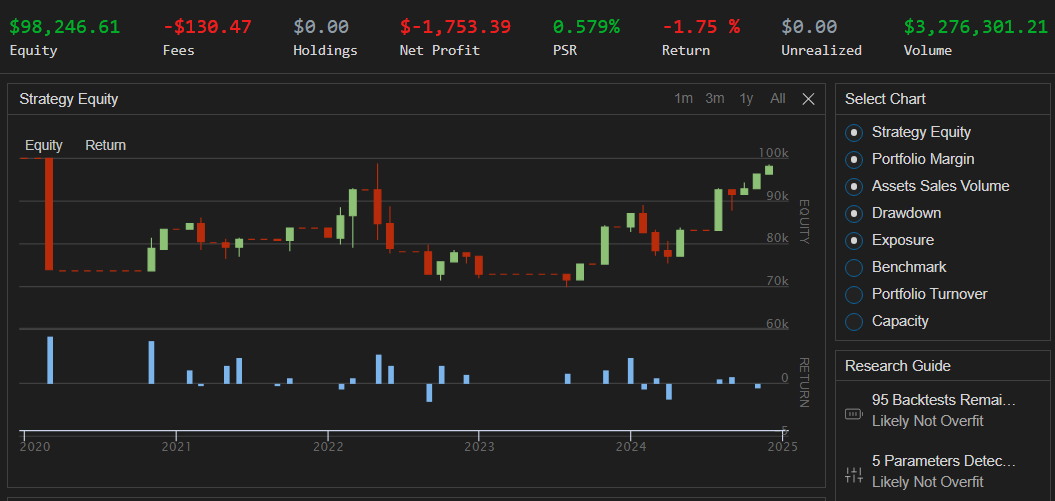 $98,246.61 -$130.47 $0.00 $-1,753.39 0.579% -1.75 % $0.00 $3,276,301.21
Equity Fees Holdings Net Profit PSR Return Unrealized Volume
Strategy Equity 1m 3m 1y All
Equity Return
100k
90k
80k
70k
60k
EQUITY
0
-5
RETURN
2020 2021 2022 2023 2024 2025
Select Chart
Strategy Equity
Portfolio Margin
Assets Sales Volume
Drawdown
Exposure
Benchmark
Portfolio Turnover
Capacity
Research Guide
95 Backtests Remai...
Likely Not Overfit
5 Parameters Detec...
Likely Not Overfit